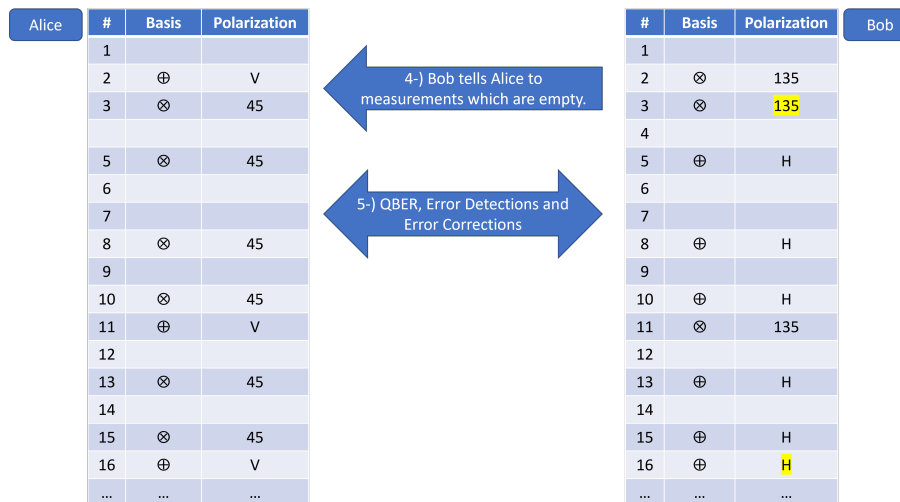 Alice
# Basis Polarization
1
2 ⊕ V
3 ⊗ 45
5 ⊗ 45
6
7
8 ⊗ 45
9
10 ⊗ 45
11 ⊕ V
12
13 ⊗ 45
14
15 ⊗ 45
16 ⊕ V
... ... ...
4-) Bob tells Alice to
measurements which are empty.
5-) QBER, Error Detections and
Error Corrections
# Basis Polarization
1
2 ⊗ 135
3 ⊗ 135
4
5 ⊕ H
6
7
8 ⊕ H
9
10 ⊕ H
11 ⊗ 135
12
13 ⊕ H
14
15 ⊕ H
16 ⊕ H
... ... ...
Bob